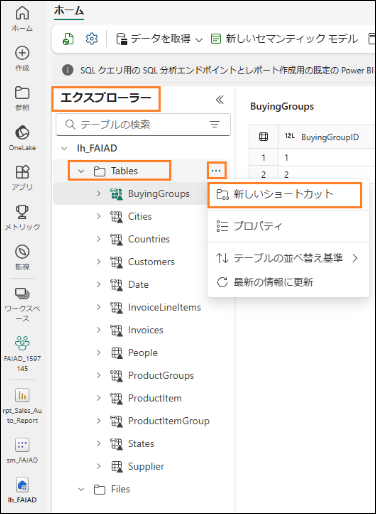 ホーム
ホーム
作成
参照
OneLake
アプリ
メトリック
監視
ワークス
ペース
FAIAD_1597
145
rpt_Sales_Au
to_Report
sm_FAIAD
lh_FAIAD
データを取得
新しいセマンティック モデル
SQL クエリ用の SQL 分析エンドポイントとレポート作成用の既定の Power BI
エクスプローラー
テーブルの検索
lh_FAIAD
Tables
BuyingGroups
Cities
Countries
Customers
Date
InvoiceLineItems
Invoices
People
ProductGroups
ProductItem
ProductItemGroup
States
Supplier
Files
BuyingGroups
12L BuyingGroupID
1 1
2 2
新しいショートカット
プロパティ
テーブルの並べ替え基準
最新の情報に更新